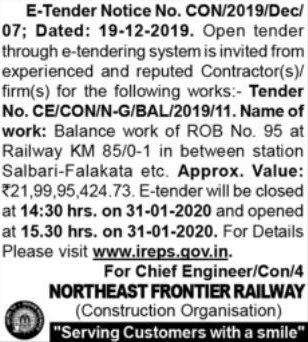 E-Tender Notice No. CON/2019/Dec/
07; Dated: 19-12-2019. Open tender
through e-tendering system is invited from
experienced and reputed Contractor(s)/
firm(s) for the following works:- Tender
No. CE/CON/N-G/BAL/2019/11. Name of
work: Balance work of ROB No. 95 at
Railway KM 85/0-1 in between station
Salbari-Falakata etc. Approx. Value:
₹21,99,95,424.73. E-tender will be closed
at 14:30 hrs. on 31-01-2020 and opened
at 15.30 hrs. on 31-01-2020. For Details
Please visit www.ireps.gov.in.
For Chief Engineer/Con/4
NORTHEAST FRONTIER RAILWAY
(Construction Organisation)
"Serving Customers with a smile"